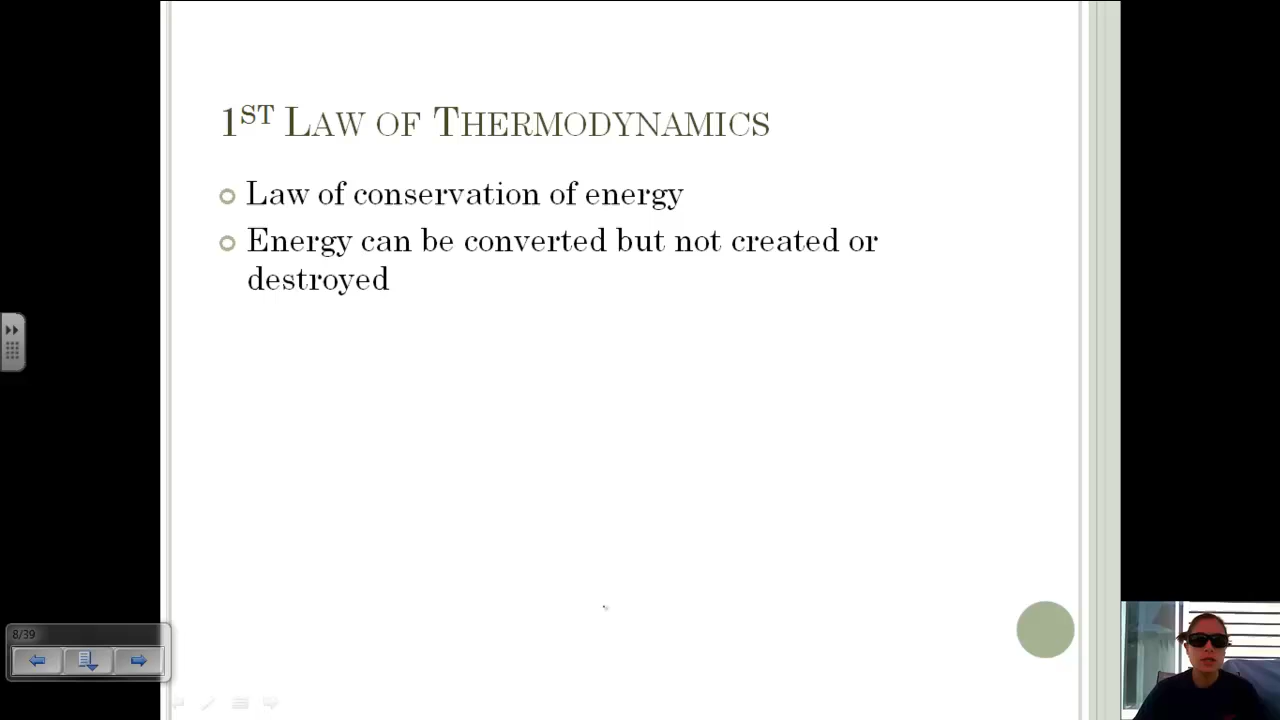 1ST LAW OF THERMODYNAMICS
Law of conservation of energy
Energy can be converted but not created or
destroyed
8/39